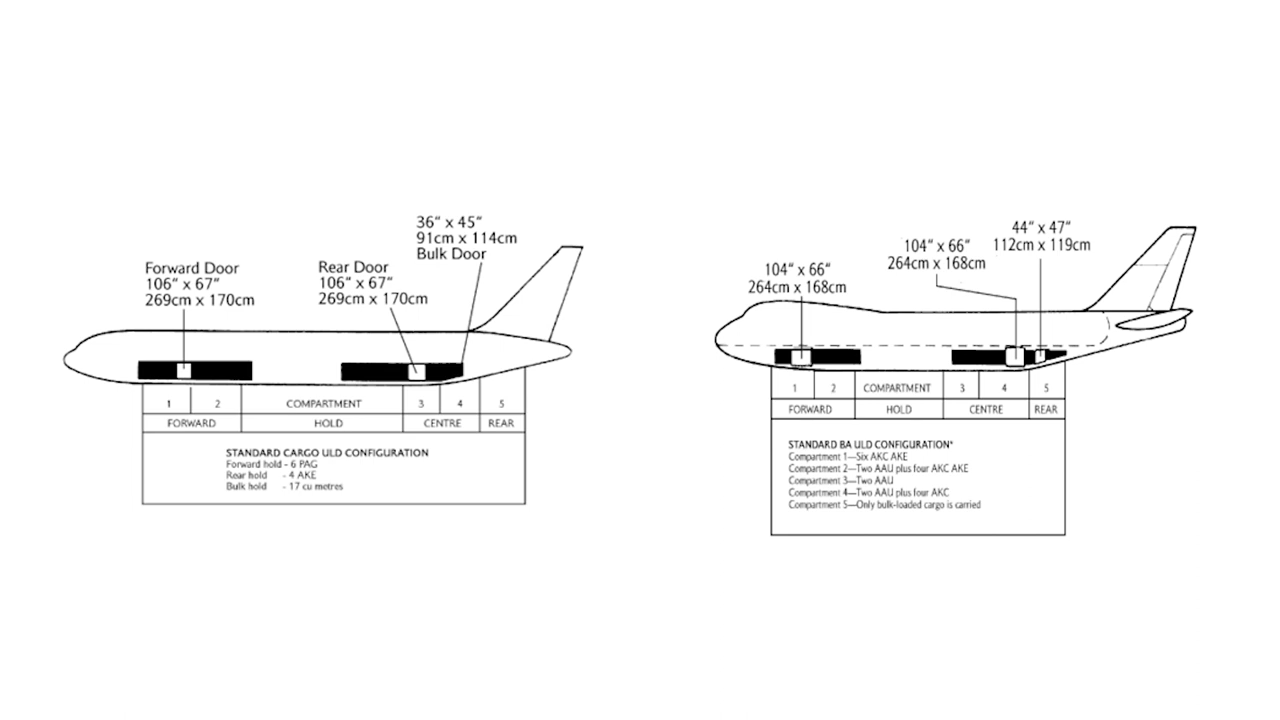 36" x 45"
91cm x 114cm
Bulk Door
Forward Door
106" x 67"
269cm x 170cm
Rear Door
106" x 67"
269cm x 170cm
1 2 COMPARTMENT 3 4 5
FORWARD HOLD CENTRE REAR
STANDARD CARGO ULD CONFIGURATION
Forward hold - 6 PAG
Rear hold - 4 AKE
Bulk hold - 17 cu metres
44" x 47"
112cm x 119cm
104" x 66"
264cm x 168cm
104" x 66"
264cm x 168cm
1 2 COMPARTMENT 3 4 5
FORWARD HOLD CENTRE REAR
STANDARD BA ULD CONFIGURATION*
Compartment 1—Six AKC AKE
Compartment 2—Two AAU plus four AKC AKE
Compartment 3—Two AAU
Compartment 4—Two AAU plus four AKC
Compartment 5—Only bulk-loaded cargo is carried